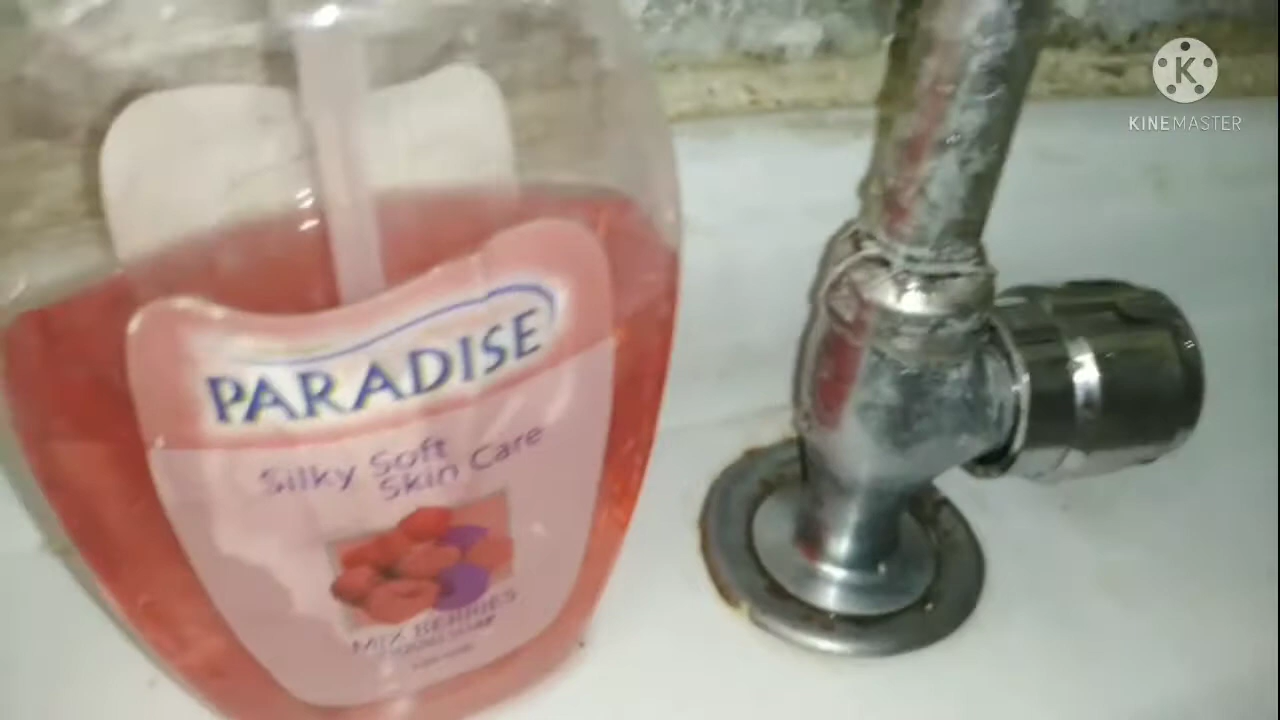 KINEMASTER
PARADISE
Silky Soft
Skin Care
MIX BERRIES